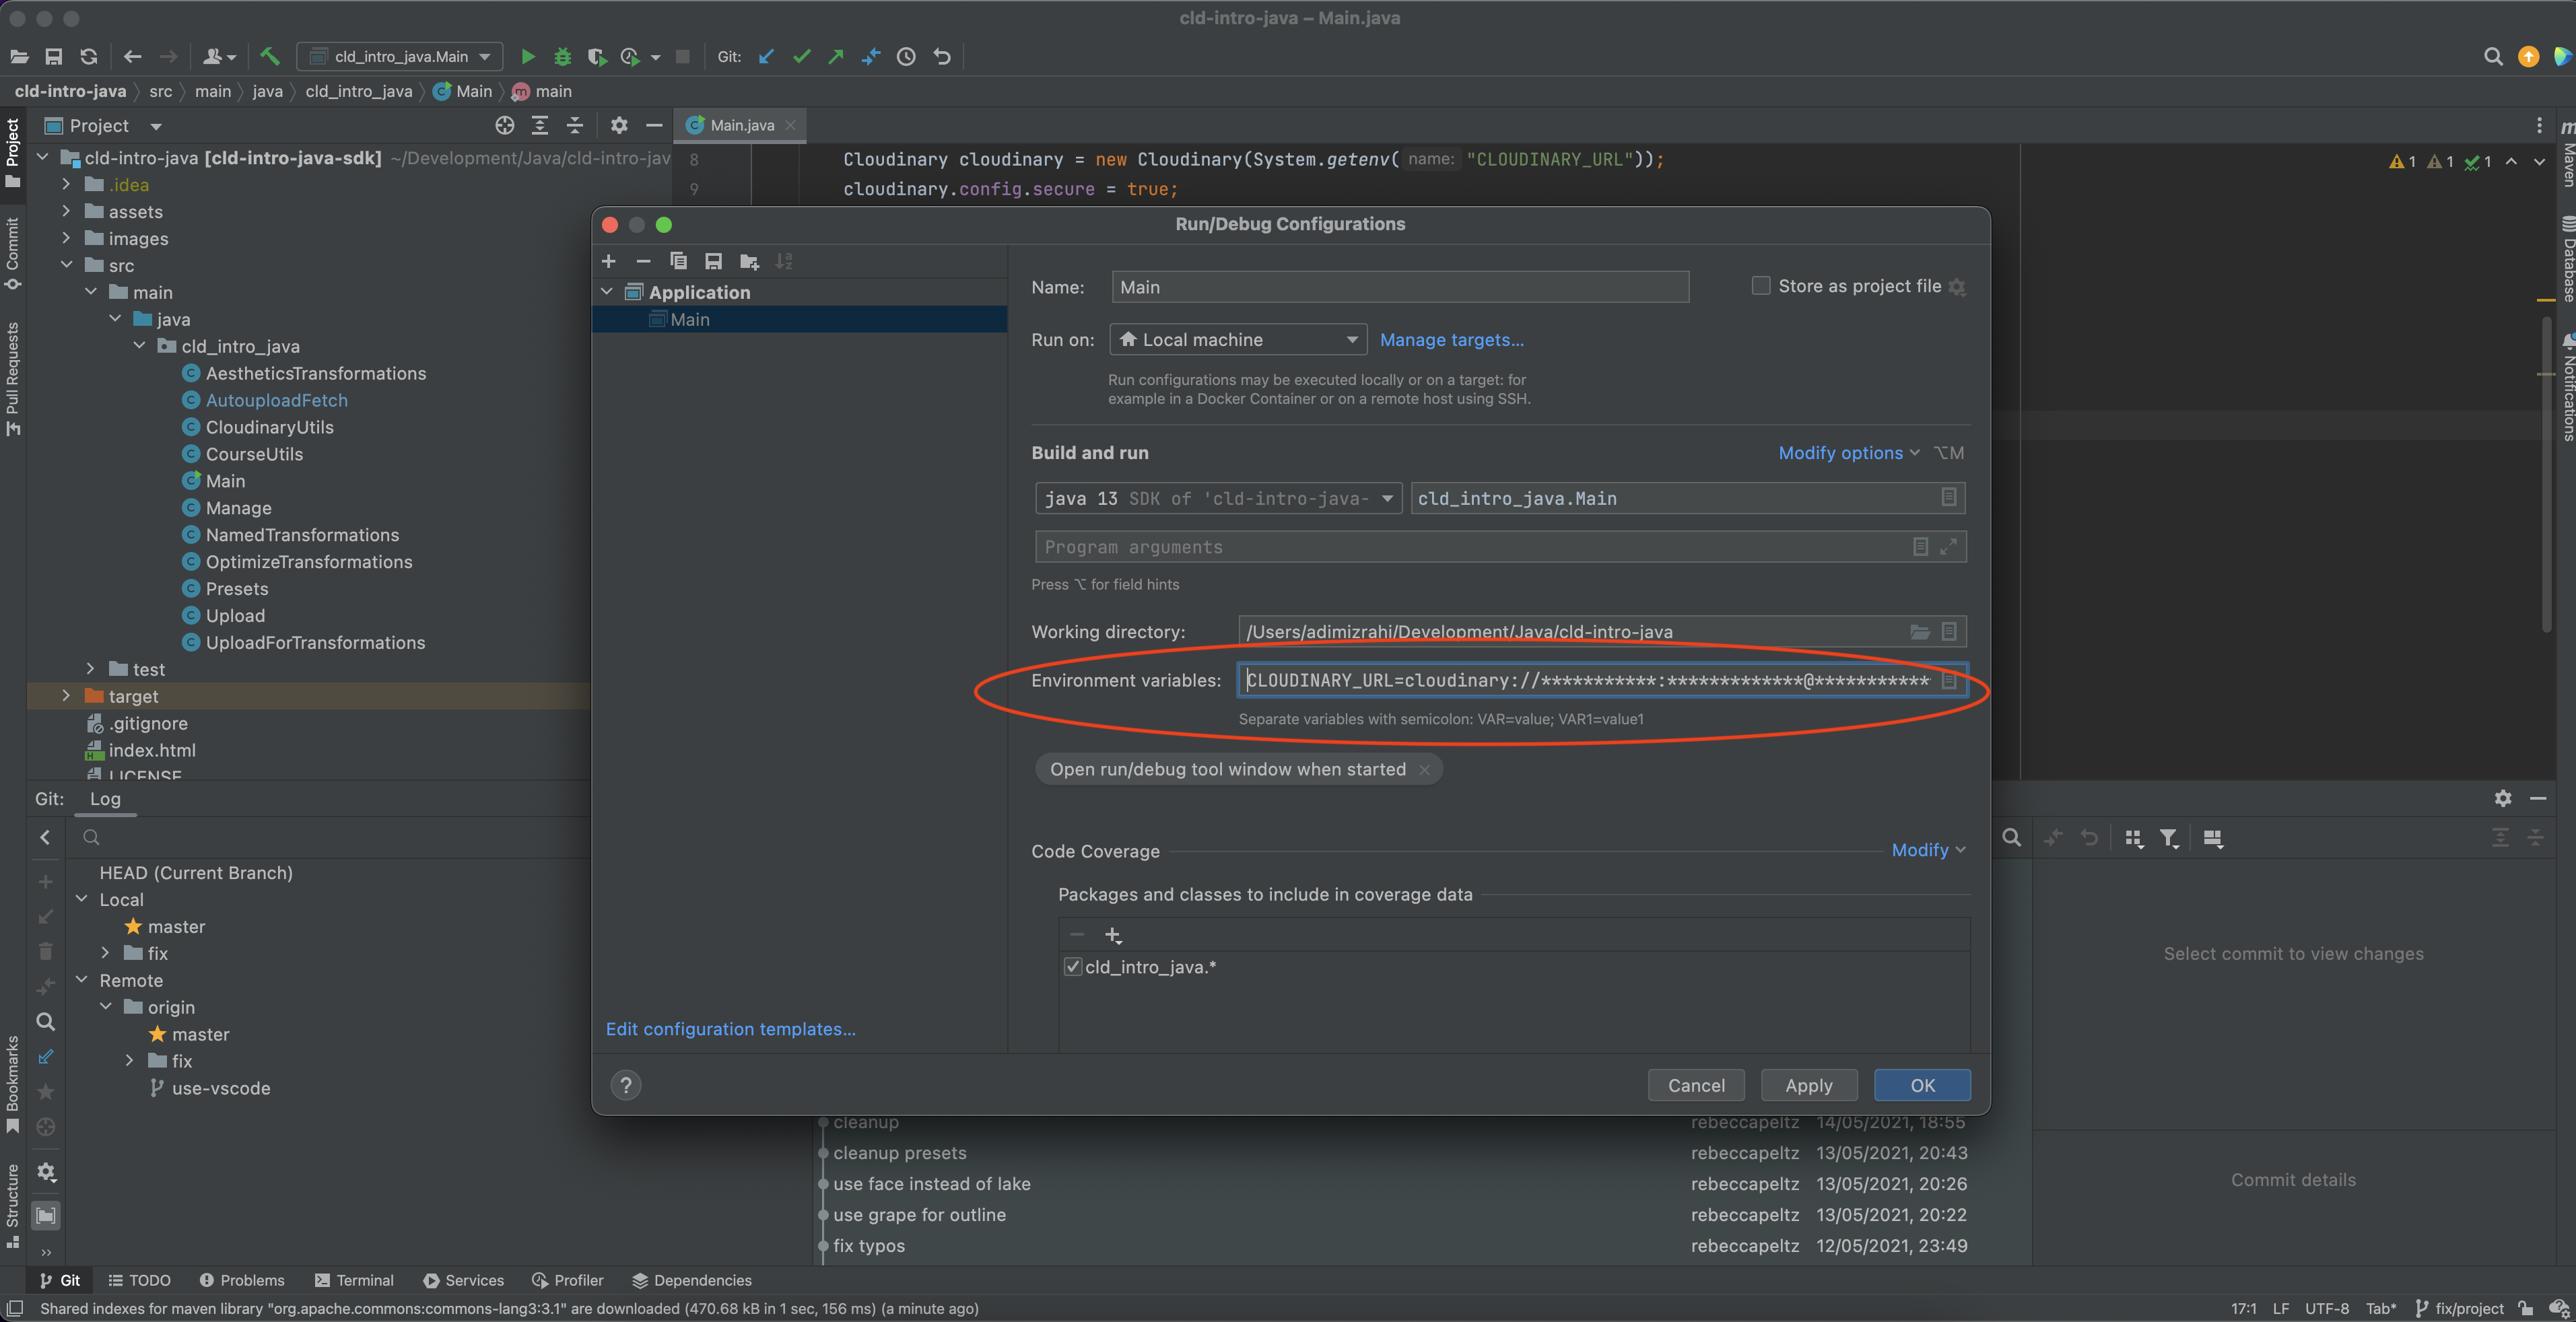 cld-intro-java – Main.java
cld_intro_java.Main
Git:
cld-intro-java
src
main
java
cld_intro_java
Main
main
Project
Main.java
cld-intro-java [cld-intro-java-sdk] ~/Development/Java/cld-intro-jav
.idea
assets
images
src
main
java
cld_intro_java
AestheticsTransformations
AutouploadFetch
CloudinaryUtils
CourseUtils
Main
Manage
NamedTransformations
OptimizeTransformations
Presets
Upload
UploadForTransformations
test
target
.gitignore
index.html
LICENSE
8 Cloudinary cloudinary = new Cloudinary(System.getenv( name: "CLOUDINARY_URL"));
9 cloudinary.config.secure = true;
1 1 1
Project
Commit
Pull Requests
Bookmarks
Structure
Maven
Database
Notifications
Run/Debug Configurations
Application
Main
Edit configuration templates...
Name: Main
Store as project file
Run on: Local machine
Manage targets...
Run configurations may be executed locally or on a target: for
example in a Docker Container or on a remote host using SSH.
Build and run
Modify options ⌥M
java 13 SDK of 'cld-intro-java-
cld_intro_java.Main
Program arguments
Press ⌥ for field hints
Working directory: /Users/adimizrahi/Development/Java/cld-intro-java
Environment variables: CLOUDINARY_URL=cloudinary://***********:*************@***********
Separate variables with semicolon: VAR=value; VAR1=value1
Open run/debug tool window when started
Code Coverage
Modify
Packages and classes to include in coverage data
cld_intro_java.*
?
Cancel
Apply
OK
Git:
Log
HEAD (Current Branch)
Local
master
fix
Remote
origin
master
fix
use-vscode
cleanup rebeccapeltz 14/05/2021, 18:55
cleanup presets rebeccapeltz 13/05/2021, 20:43
use face instead of lake rebeccapeltz 13/05/2021, 20:26
use grape for outline rebeccapeltz 13/05/2021, 20:22
fix typos rebeccapeltz 12/05/2021, 23:49
Select commit to view changes
Commit details
Git
TODO
Problems
Terminal
Services
Profiler
Dependencies
Shared indexes for maven library "org.apache.commons:commons-lang3:3.1" are downloaded (470.68 kB in 1 sec, 156 ms) (a minute ago)
17:1 LF UTF-8 Tab* fix/project